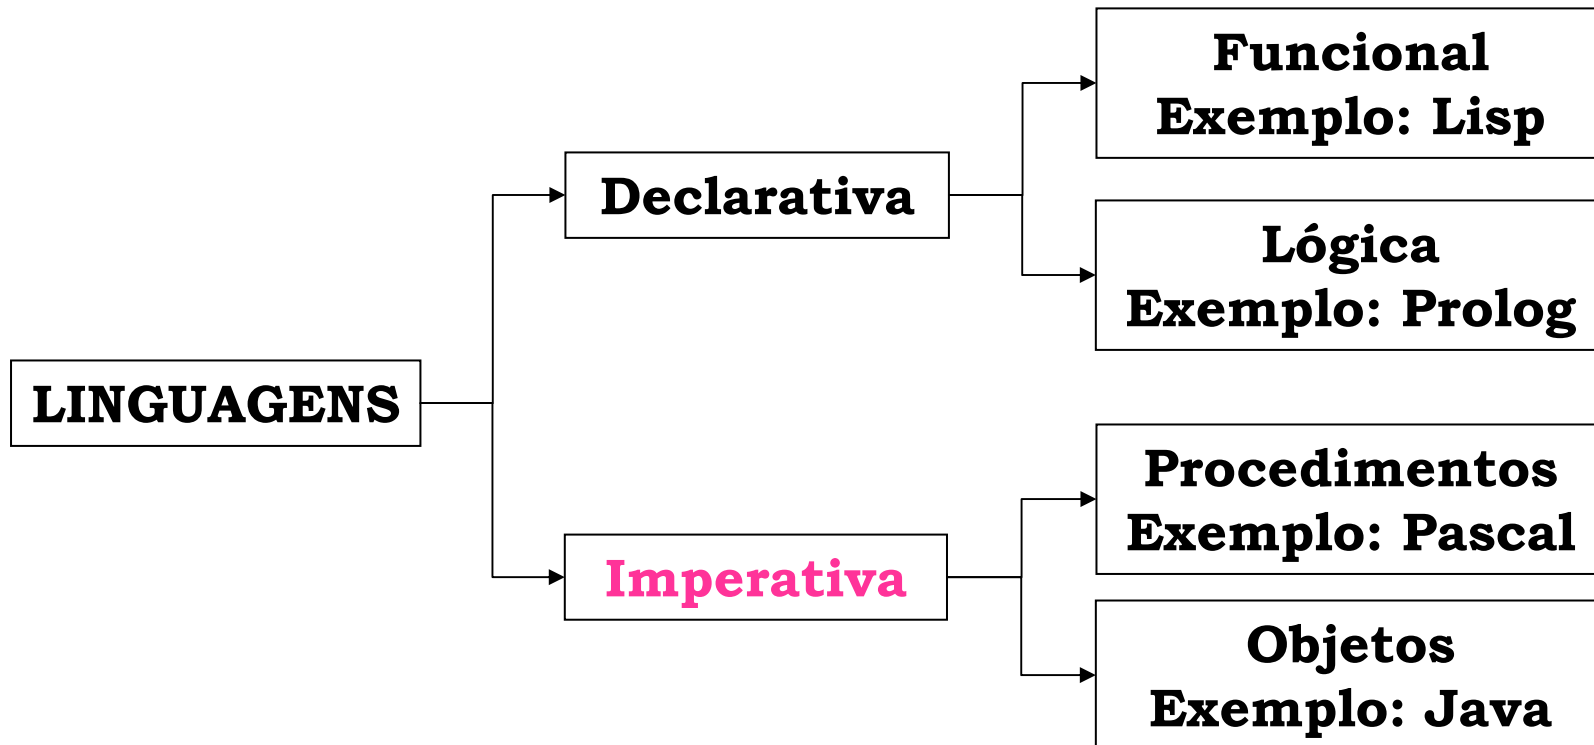 Funcional
Exemplo: Lisp
Declarativa
Lógica
Exemplo: Prolog
LINGUAGENS
Procedimentos
Exemplo: Pascal
Imperativa
Objetos
Exemplo: Java